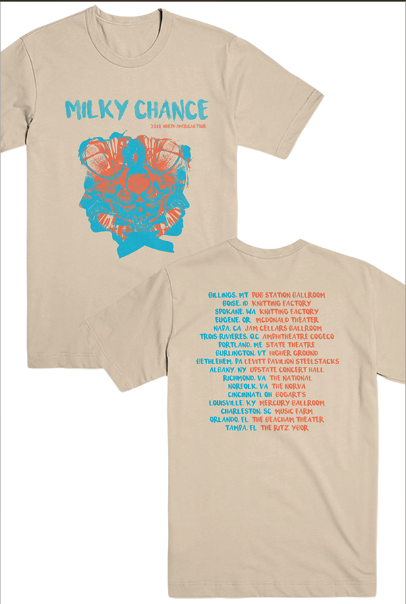 MILKY CHANCE
2018 NORTH AMERICAN TOUR
BILLINGS, MT PUB STATION BALLROOM
BOISE, ID KNITTING FACTORY
SPOKANE, WA KNITTING FACTORY
EUGENE, OR MCDONALD THEATER
NAPA, CA JAM CELLARS BALLROOM
TROIS RIVIERES, QC AMPHITHEATRE COGECO
PORTLAND, ME STATE THEATRE
BURLINGTON, VT HIGHER GROUND
BETHLEHEM, PA LEVITT PAVILION STEELSTACKS
ALBANY, NY UPSTATE CONCERT HALL
RICHMOND, VA THE NATIONAL
NORFOLK, VA THE NORVA
CINCINNATI, OH BOGARTS
LOUISVILLE, KY MERCURY BALLROOM
CHARLESTON, SC MUSIC FARM
ORLANDO, FL THE BEACHAM THEATER
TAMPA, FL THE RITZ, YBOR